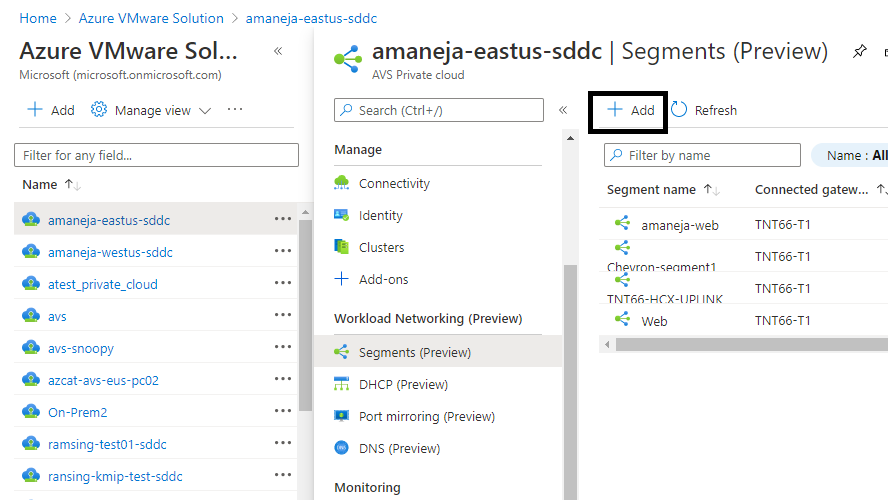 Home > Azure VMware Solution > amaneja-eastus-sddc
Azure VMware Sol...
Microsoft (microsoft.onmicrosoft.com)
Add
Manage view
Filter for any field...
Name
amaneja-eastus-sddc
amaneja-westus-sddc
atest_private_cloud
avs
avs-snoopy
azcat-avs-eus-pc02
On-Prem2
ramsing-test01-sddc
ransing-kmip-test-sddc
amaneja-eastus-sddc | Segments (Preview)
AVS Private cloud
Search (Ctrl+/)
Manage
Connectivity
Identity
Clusters
Add-ons
Workload Networking (Preview)
Segments (Preview)
DHCP (Preview)
Port mirroring (Preview)
DNS (Preview)
Monitoring
Add Refresh
Filter by name Name : All
Segment name Connected gatew...
amaneja-web TNT66-T1
Chevron-segment1 TNT66-T1
TNT66-HCX-UPLINK TNT66-T1
Web TNT66-T1